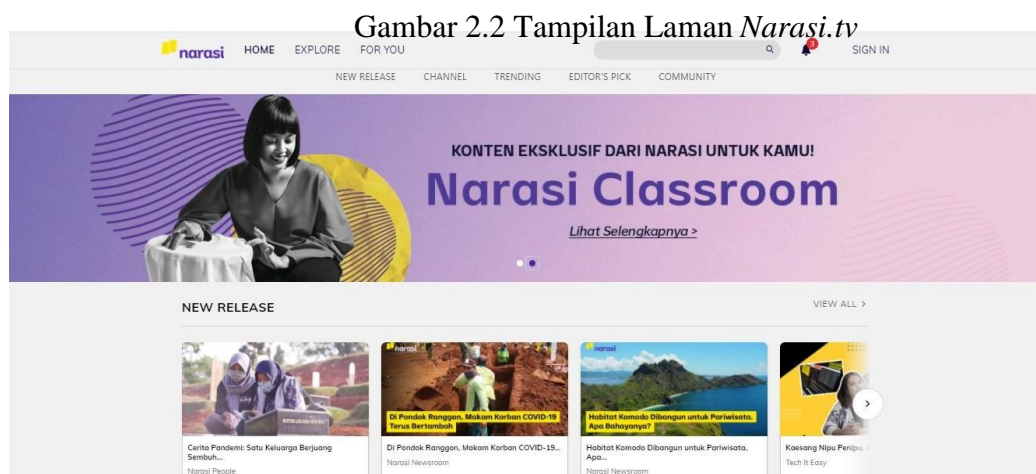 Gambar 2.2 Tampilan Laman Narasi.tv
narasi HOME EXPLORE FOR YOU 3 SIGN IN
NEW RELEASE CHANNEL TRENDING EDITOR'S PICK COMMUNITY
KONTEN EKSKLUSIF DARI NARASI UNTUK KAMU!
Narasi Classroom
Lihat Selengkapnya >
NEW RELEASE VIEW ALL >
narasi
Di Pondok Ranggon, Makam Korban COVID-19
Terus Bertambah
narasi
Habitat Komodo Dibangun untuk Pariwisata,
Apa Bahayanya?
Cerita Pandemi: Satu Keluarga Berjuang
Sembuh...
Narasi People
Di Pondok Ranggon, Makam Korban COVID-19...
Narasi Newsroom
Habitat Komodo Dibangun untuk Pariwisata,
Apa...
Narasi Newsroom
Kaesang Nipu Penipu,
Tech It Easy